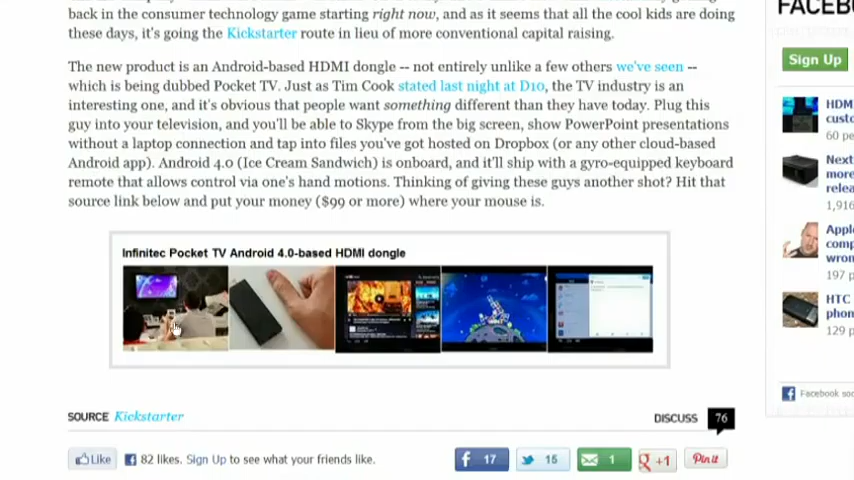 back in the consumer technology game starting right now, and as it seems that all the cool kids are doing
these days, it's going the Kickstarter route in lieu of more conventional capital raising.
The new product is an Android-based HDMI dongle -- not entirely unlike a few others we've seen --
which is being dubbed Pocket TV. Just as Tim Cook stated last night at D10, the TV industry is an
interesting one, and it's obvious that people want something different than they have today. Plug this
guy into your television, and you'll be able to Skype from the big screen, show PowerPoint presentations
without a laptop connection and tap into files you've got hosted on Dropbox (or any other cloud-based
Android app). Android 4.0 (Ice Cream Sandwich) is onboard, and it'll ship with a gyro-equipped keyboard
remote that allows control via one's hand motions. Thinking of giving these guys another shot? Hit that
source link below and put your money ($99 or more) where your mouse is.
Infinitec Pocket TV Android 4.0-based HDMI dongle
SOURCE Kickstarter
DISCUSS 76
Like 82 likes. Sign Up to see what your friends like.
17
15
1
+1
Pin it
FACEB
Sign Up
HDM
custo
60 pe
Next
more
relea
1,916
Appl
comp
wron
197 p
HTC
phon
129 p
Facebook soc